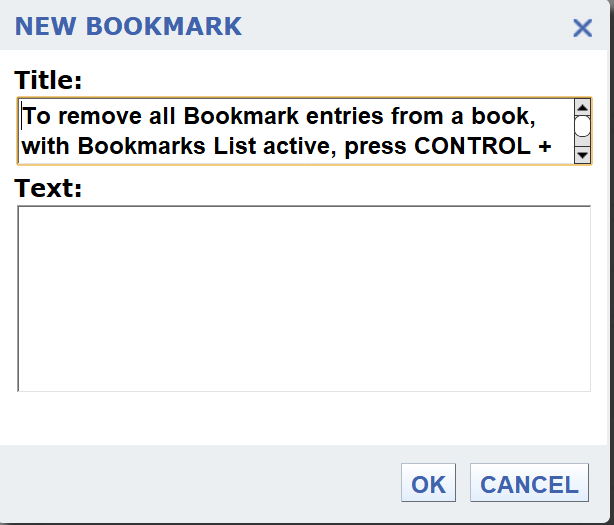 NEW BOOKMARK
Title:
To remove all Bookmark entries from a book,
with Bookmarks List active, press CONTROL +
Text:
OK CANCEL